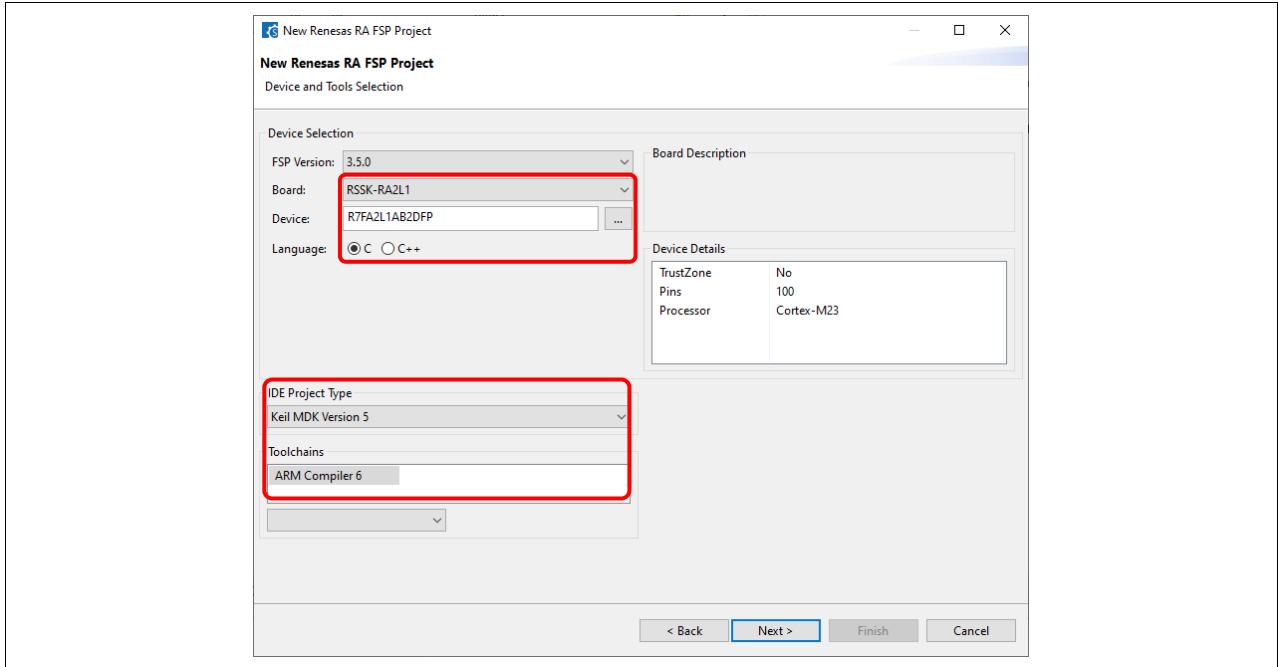 New Renesas RA FSP Project
New Renesas RA FSP Project
Device and Tools Selection
Device Selection
FSP Version: 3.5.0
Board: RSSK-RA2L1
Device: R7FA2L1AB2DFP ...
Language: C C++
Board Description
Device Details
TrustZone No
Pins 100
Processor Cortex-M23
IDE Project Type
Keil MDK Version 5
Toolchains
ARM Compiler 6
< Back Next > Finish Cancel